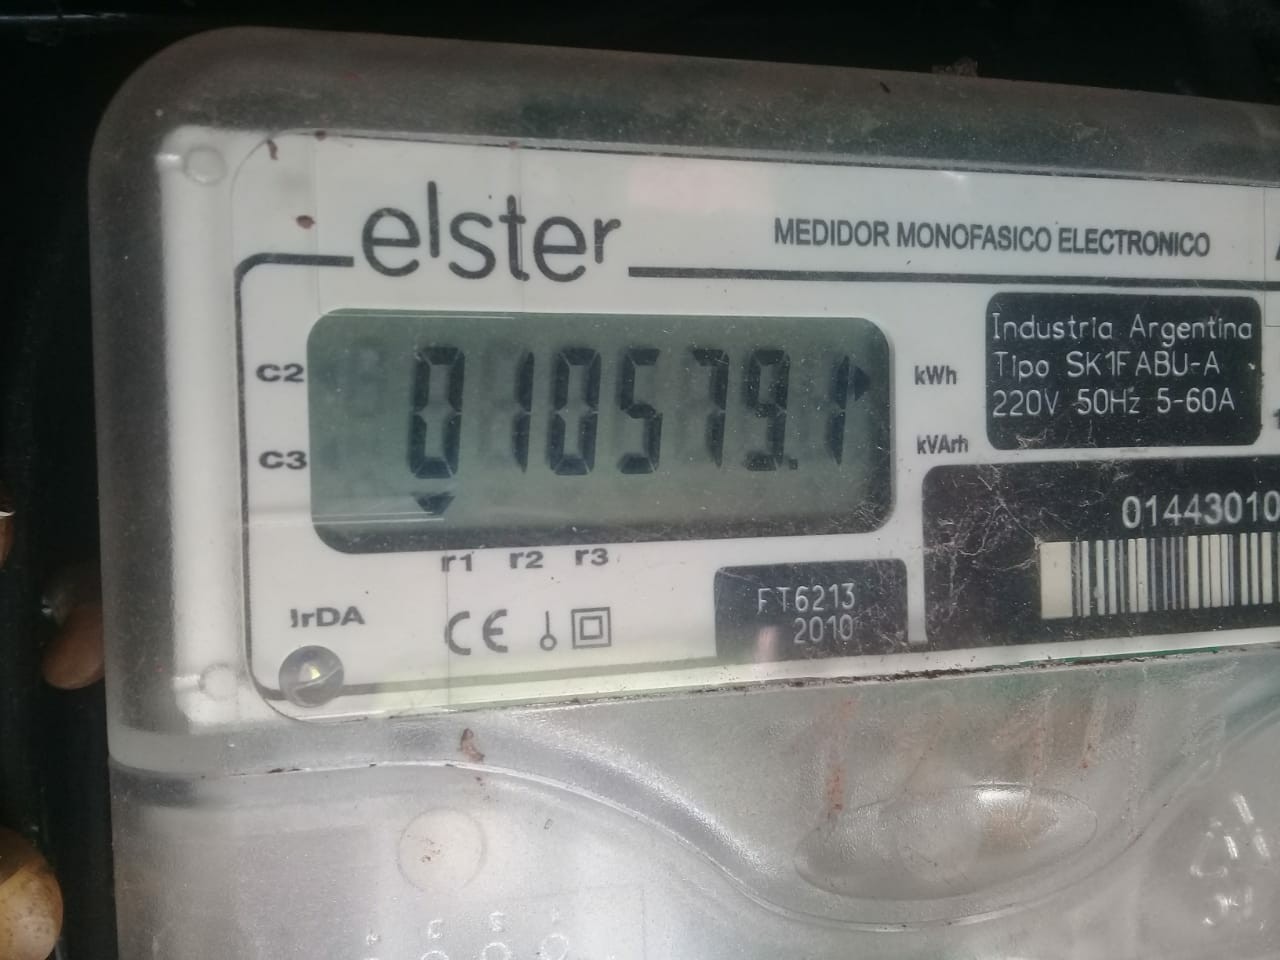 elster
MEDIDOR MONOFASICO ELECTRONICO
C2
C3
010579.1
kWh
kVArh
Industria Argentina
Tipo SK1FABU-A
220V 50Hz 5-60A
01443010
r1 r2 r3
IrDA
CE
FT6213
2010